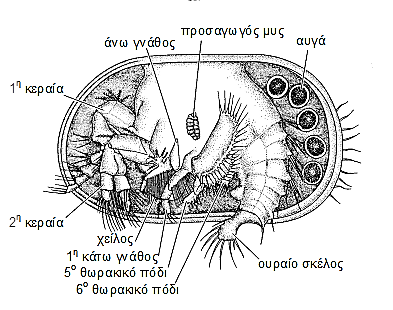 προσαγωγός μυς
άνω γνάθος
αυγά
1η κεραία
2η κεραία
χείλος
1η κάτω γνάθος
5ο θωρακικό πόδι
6ο θωρακικό πόδι
ουραίο σκέλος